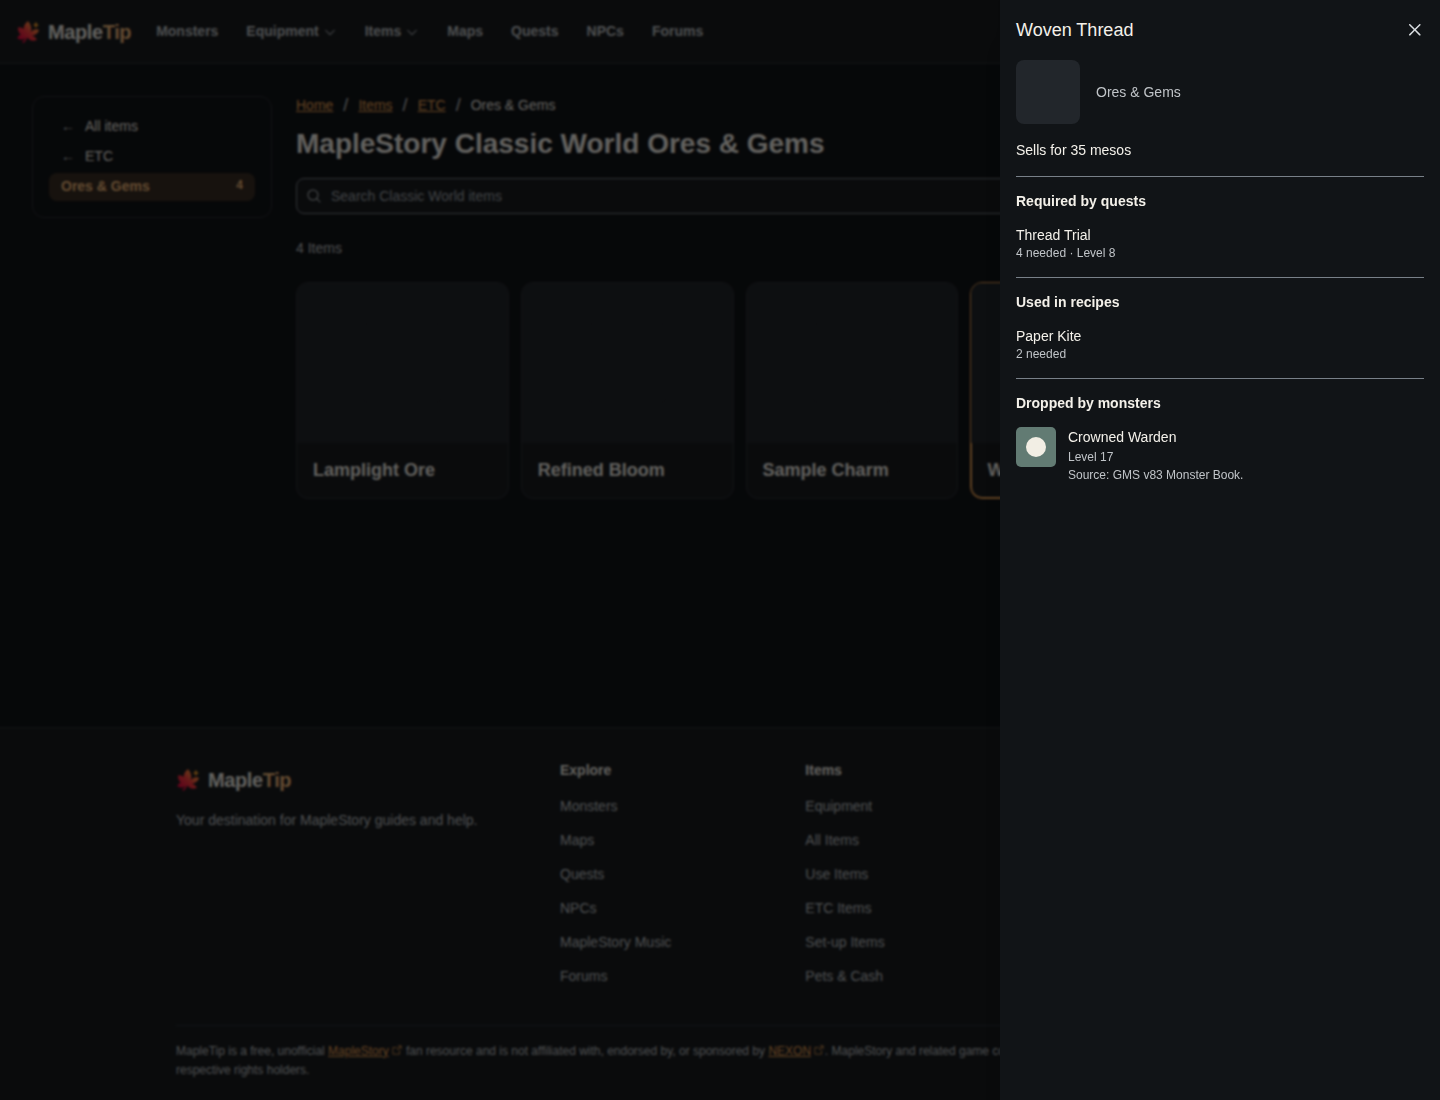 MapleTip
Monsters
Equipment
Items
Maps
Quests
NPCs
Forums
← All items
← ETC
Ores & Gems 4
Home / Items / ETC / Ores & Gems
MapleStory Classic World Ores & Gems
Search Classic World items
4 Items
Lamplight Ore
Refined Bloom
Sample Charm
Woven Thread
Ores & Gems
Sells for 35 mesos
Required by quests
Thread Trial
4 needed · Level 8
Used in recipes
Paper Kite
2 needed
Dropped by monsters
Crowned Warden
Level 17
Source: GMS v83 Monster Book.
MapleTip
Your destination for MapleStory guides and help.
Explore
Monsters
Maps
Quests
NPCs
MapleStory Music
Forums
Items
Equipment
All Items
Use Items
ETC Items
Set-up Items
Pets & Cash
MapleTip is a free, unofficial MapleStory fan resource and is not affiliated with, endorsed by, or sponsored by NEXON. MapleStory and related game
respective rights holders.